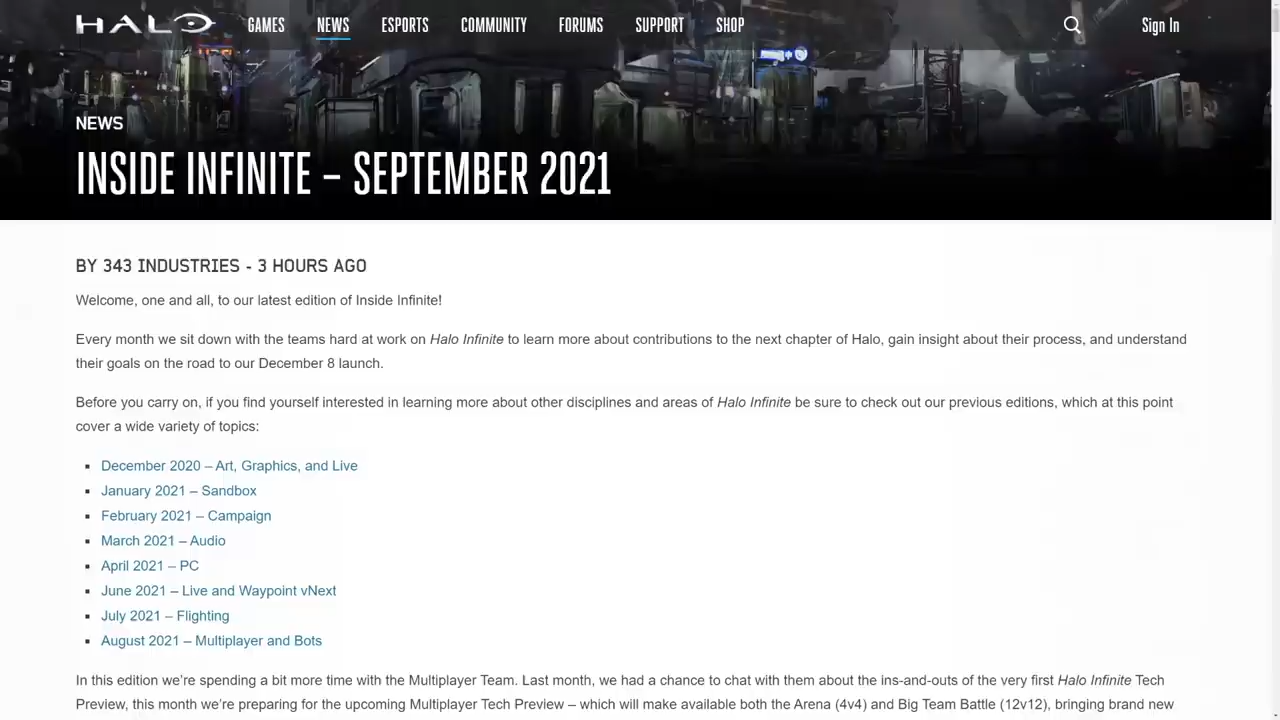 HALO
GAMES
NEWS
ESPORTS
COMMUNITY
FORUMS
SUPPORT
SHOP
Sign In
NEWS
INSIDE INFINITE – SEPTEMBER 2021
BY 343 INDUSTRIES - 3 HOURS AGO
Welcome, one and all, to our latest edition of Inside Infinite!
Every month we sit down with the teams hard at work on Halo Infinite to learn more about contributions to the next chapter of Halo, gain insight about their process, and understand
their goals on the road to our December 8 launch.
Before you carry on, if you find yourself interested in learning more about other disciplines and areas of Halo Infinite be sure to check out our previous editions, which at this point
cover a wide variety of topics:
December 2020 – Art, Graphics, and Live
January 2021 – Sandbox
February 2021 – Campaign
March 2021 – Audio
April 2021 – PC
June 2021 – Live and Waypoint vNext
July 2021 – Flighting
August 2021 – Multiplayer and Bots
In this edition we're spending a bit more time with the Multiplayer Team. Last month, we had a chance to chat with them about the ins-and-outs of the very first Halo Infinite Tech
Preview, this month we're preparing for the upcoming Multiplayer Tech Preview – which will make available both the Arena (4v4) and Big Team Battle (12v12), bringing brand new